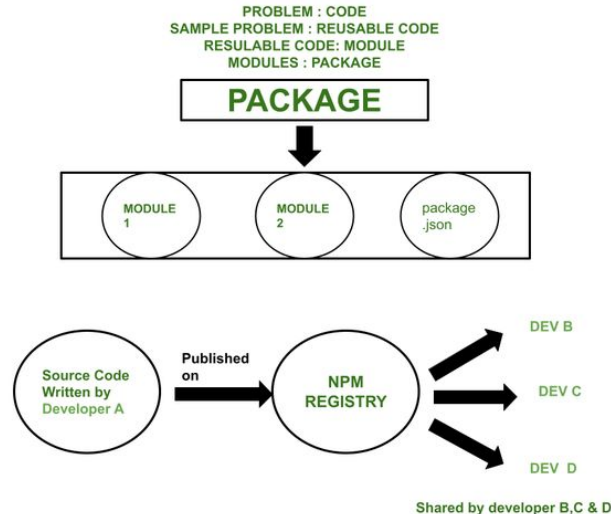 PROBLEM : CODE
SAMPLE PROBLEM : REUSABLE CODE
RESULABLE CODE: MODULE
MODULES : PACKAGE
PACKAGE
MODULE
1
MODULE
2
package
.json
Source Code
Written by
Developer A
Published
on
NPM
REGISTRY
DEV B
DEV C
DEV D
Shared by developer B,C & D